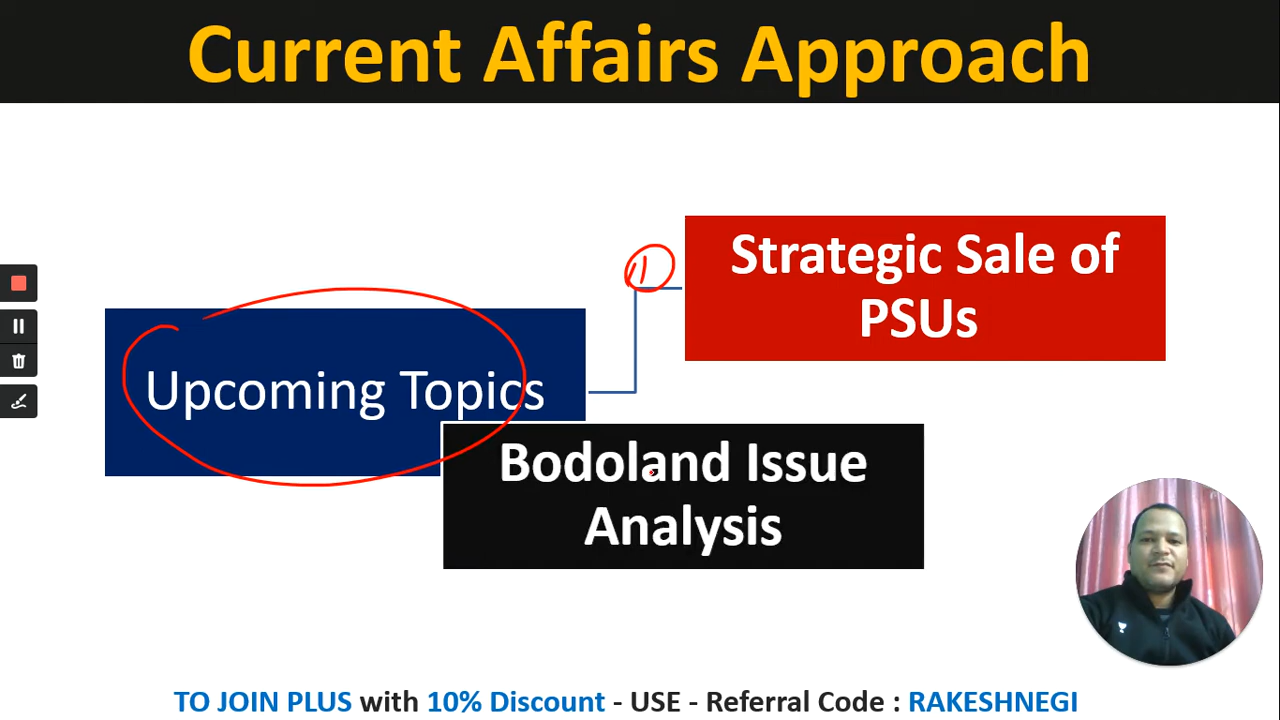 Current Affairs Approach
Strategic Sale of
PSUs
1
Upcoming Topics
Bodoland Issue
Analysis
TO JOIN PLUS with 10% Discount - USE - Referral Code : RAKESHNEGI